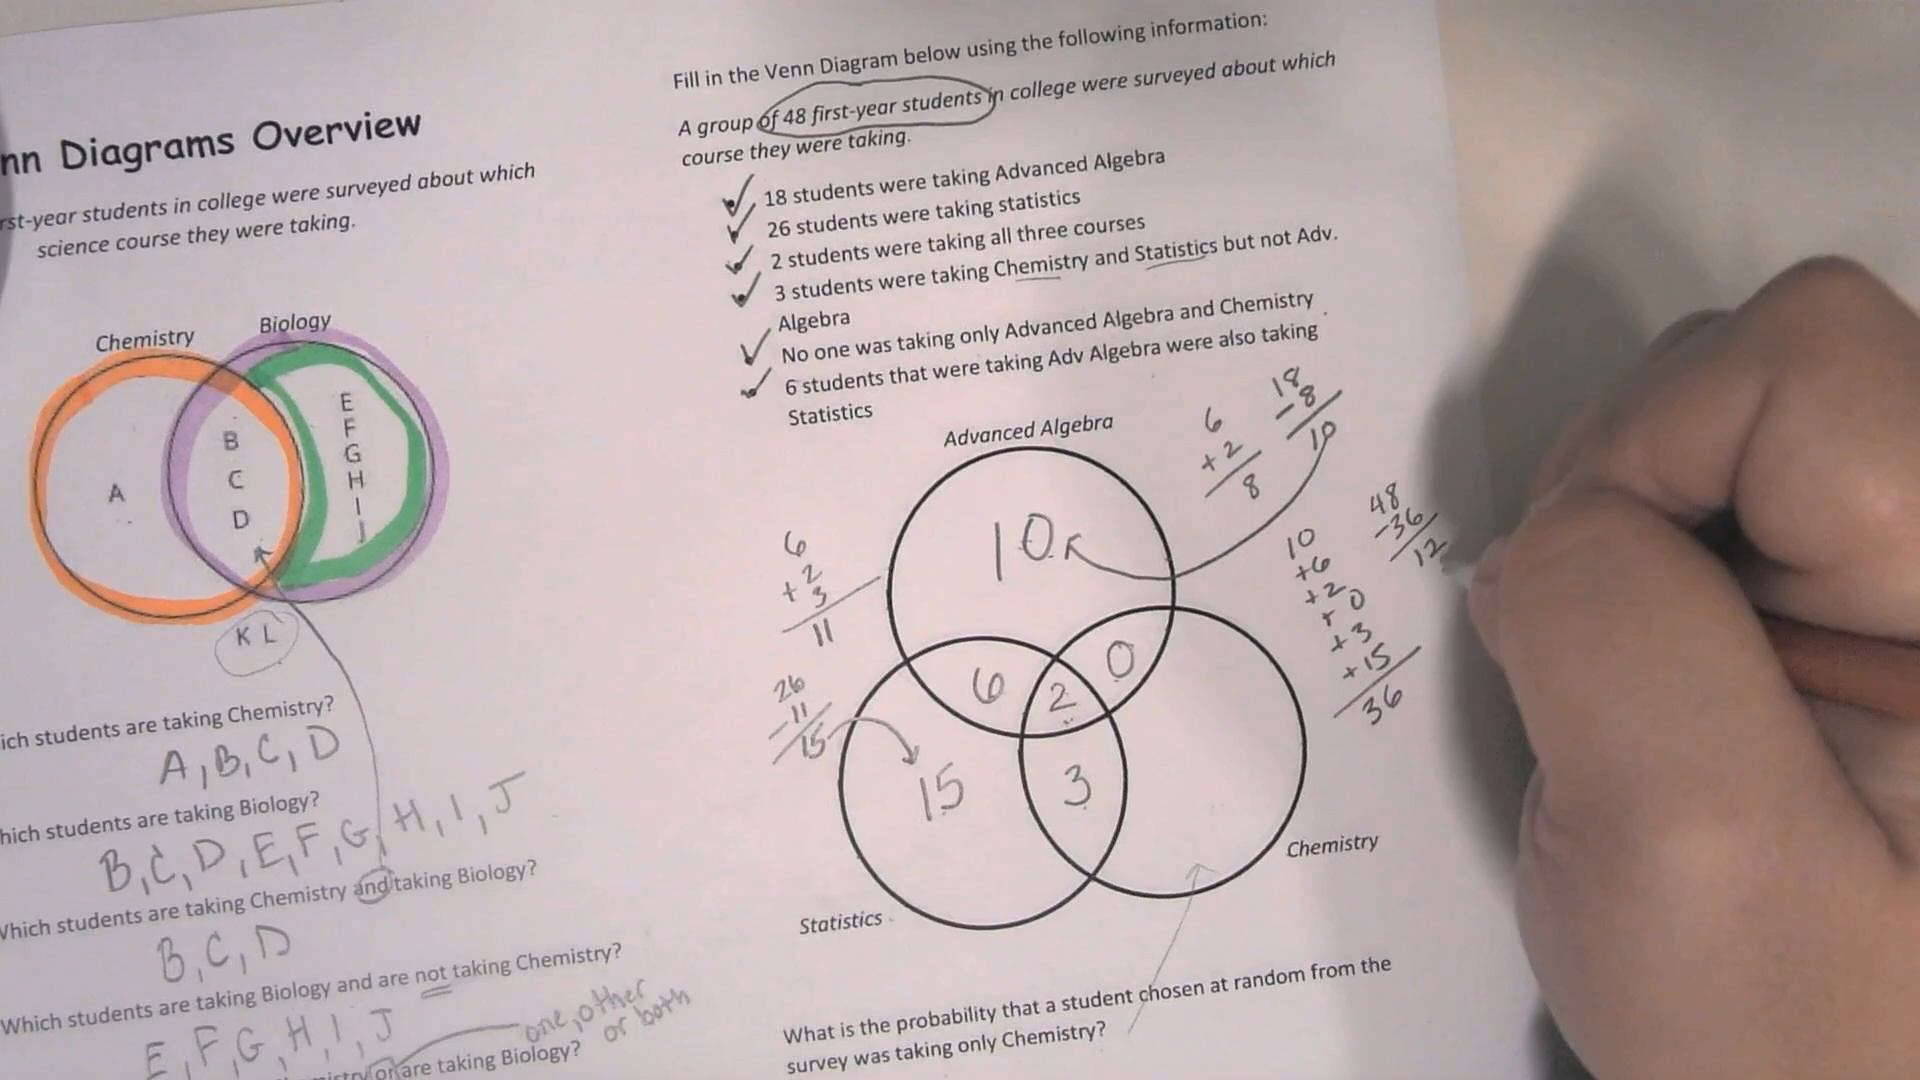 nn Diagrams Overview
rst-year students in college were surveyed about which
science course they were taking.
Chemistry
Biology
A
B
C
D
E
F
G
H
I
J
K L
ich students are taking Chemistry?
A, B, C, D
hich students are taking Biology?
B, C, D, E, F, G, H, I, J
Which students are taking Chemistry and taking Biology?
B, C, D
Which students are taking Biology and are not taking Chemistry?
E, F, G, H, I, J
one, other
or both
or are taking Biology?
Fill in the Venn Diagram below using the following information:
A group of 48 first-year students in college were surveyed about which
course they were taking.
18 students were taking Advanced Algebra
26 students were taking statistics
2 students were taking all three courses
3 students were taking Chemistry and Statistics but not Adv.
Algebra
No one was taking only Advanced Algebra and Chemistry
6 students that were taking Adv Algebra were also taking
Statistics
Advanced Algebra
6
+2
8
18
-8
10
48
-36
12
10
+6
+2
+0
+3
+15
36
6
+2
3
11
26
-11
15
10
6
2
0
15
3
Chemistry
Statistics
What is the probability that a student chosen at random from the
survey was taking only Chemistry?